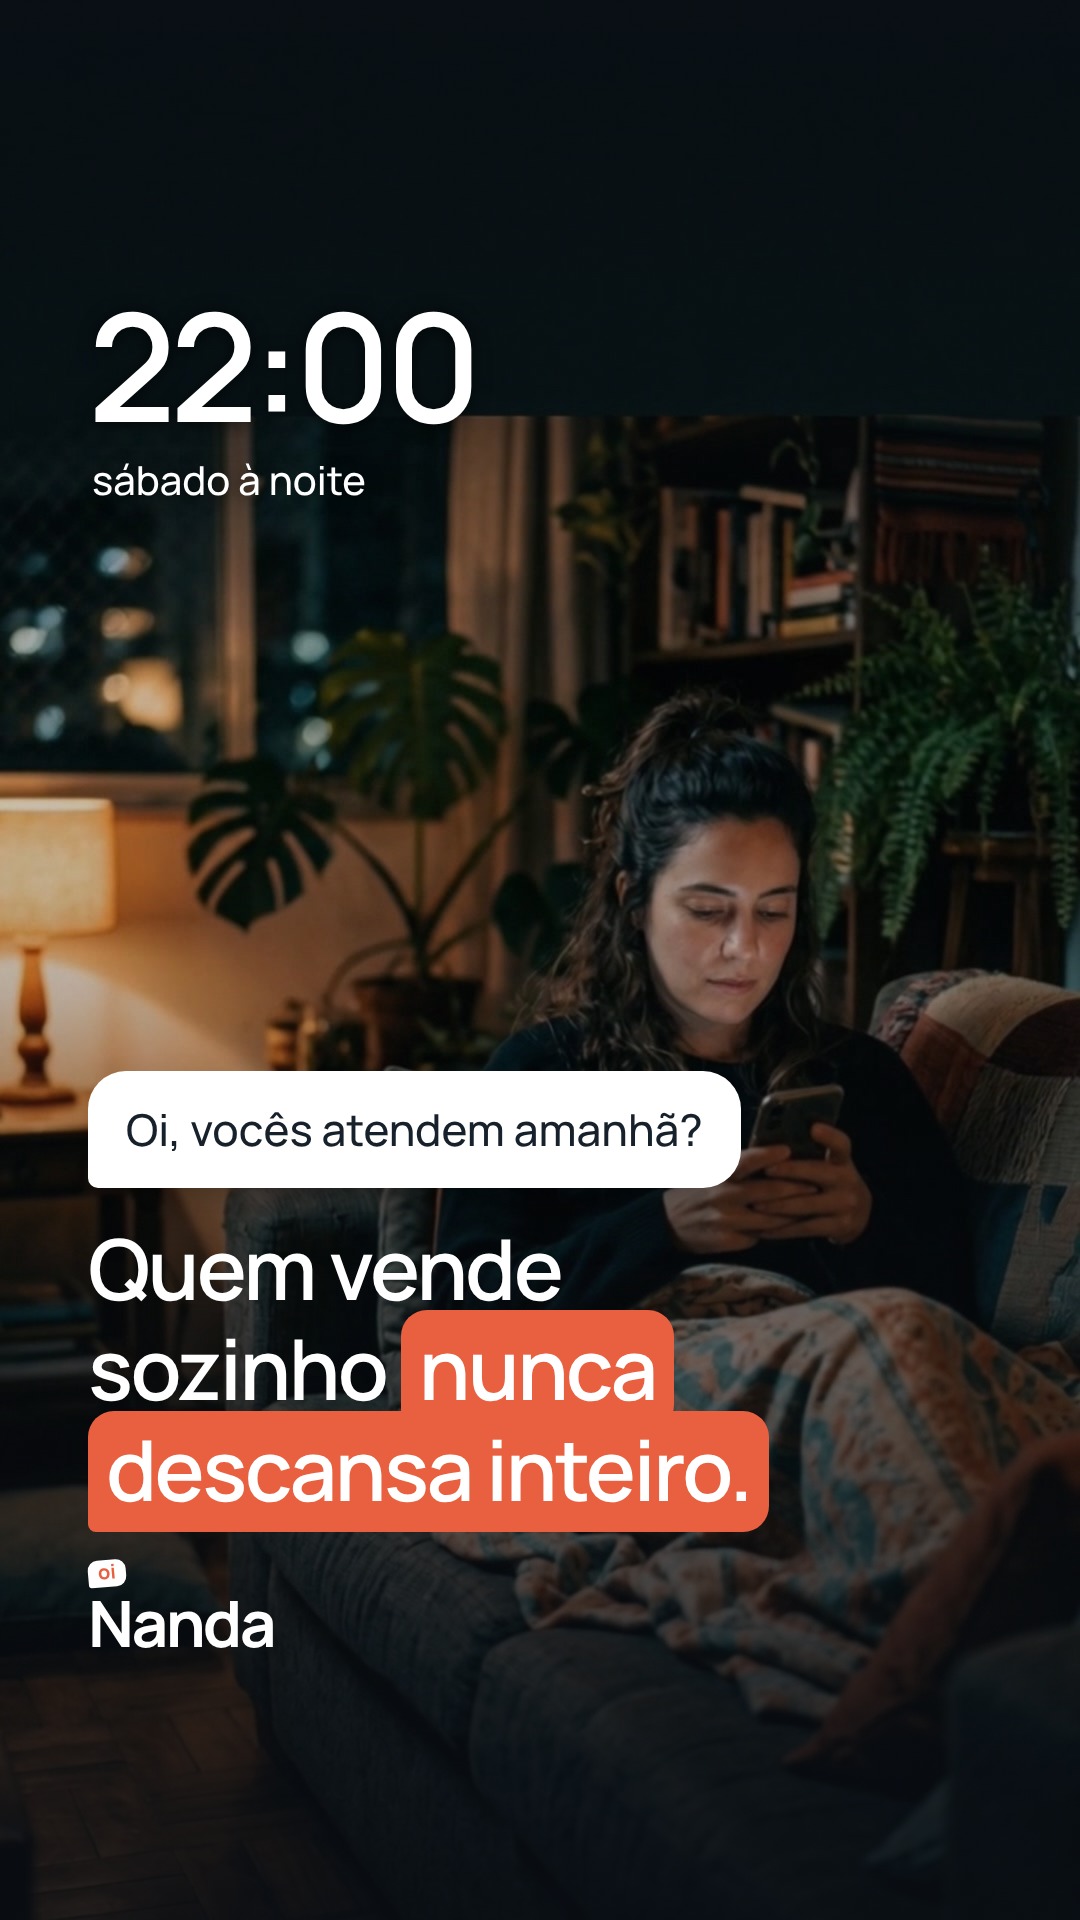 22:00
sábado à noite
Oi, vocês atendem amanhã?
Quem vende
sozinho nunca
descansa inteiro.
oi
Nanda